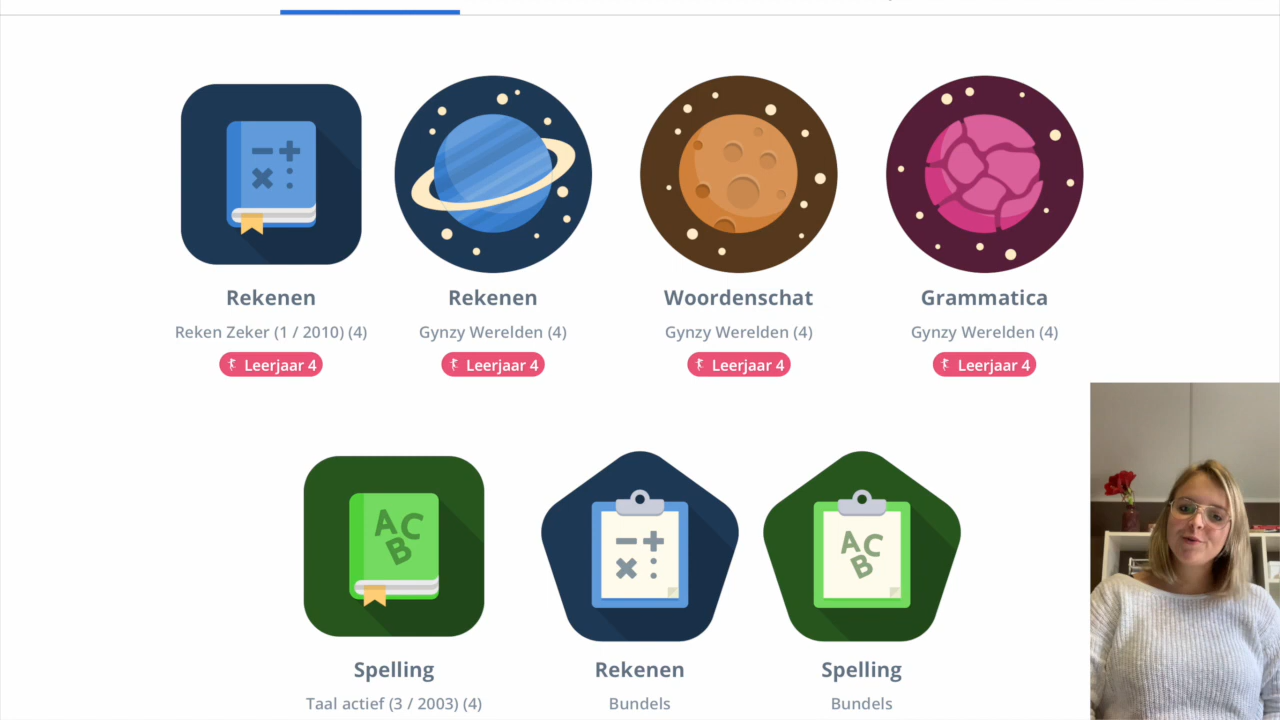 Rekenen
Reken Zeker (1 / 2010) (4)
Leerjaar 4
Rekenen
Gynzy Werelden (4)
Leerjaar 4
Woordenschat
Gynzy Werelden (4)
Leerjaar 4
Grammatica
Gynzy Werelden (4)
Leerjaar 4
A C
B
Spelling
Taal actief (3 / 2003) (4)
Rekenen
Bundels
A C
B
Spelling
Bundels